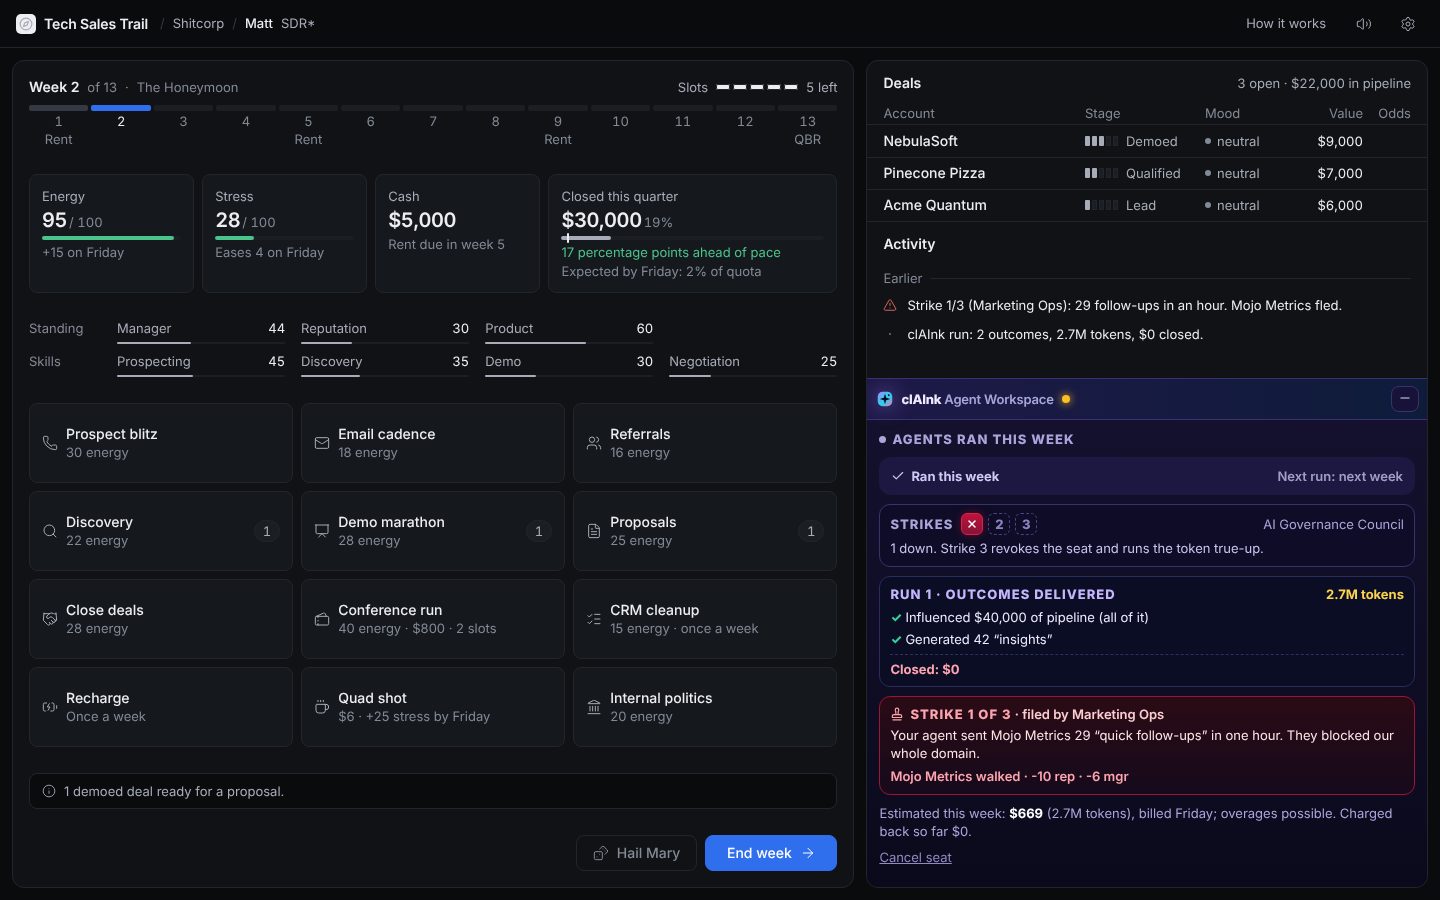 Tech Sales Trail / Shitcorp / Matt SDR*
How it works
Week 2 of 13 · The Honeymoon
Slots 5 left
1 2 3 4 5 6 7 8 9 10 11 12 13
Rent Rent Rent QBR
Energy
95 / 100
+15 on Friday
Stress
28 / 100
Eases 4 on Friday
Cash
$5,000
Rent due in week 5
Closed this quarter
$30,000 19%
17 percentage points ahead of pace
Expected by Friday: 2% of quota
Standing Manager 44 Reputation 30 Product 60
Skills Prospecting 45 Discovery 35 Demo 30 Negotiation 25
Prospect blitz
30 energy
Email cadence
18 energy
Referrals
16 energy
Discovery
22 energy
1
Demo marathon
28 energy
1
Proposals
25 energy
1
Close deals
28 energy
Conference run
40 energy · $800 · 2 slots
CRM cleanup
15 energy · once a week
Recharge
Once a week
Quad shot
$6 · +25 stress by Friday
Internal politics
20 energy
1 demoed deal ready for a proposal.
Hail Mary
End week →
Deals
3 open · $22,000 in pipeline
Account Stage Mood Value Odds
NebulaSoft Demoed neutral $9,000
Pinecone Pizza Qualified neutral $7,000
Acme Quantum Lead neutral $6,000
Activity
Earlier
Strike 1/3 (Marketing Ops): 29 follow-ups in an hour. Mojo Metrics fled.
· clAInk run: 2 outcomes, 2.7M tokens, $0 closed.
clAInk Agent Workspace
AGENTS RAN THIS WEEK
Ran this week
Next run: next week
STRIKES 2 3
AI Governance Council
1 down. Strike 3 revokes the seat and runs the token true-up.
RUN 1 · OUTCOMES DELIVERED
2.7M tokens
✓ Influenced $40,000 of pipeline (all of it)
✓ Generated 42 “insights”
Closed: $0
STRIKE 1 OF 3 · filed by Marketing Ops
Your agent sent Mojo Metrics 29 “quick follow-ups” in one hour. They blocked our
whole domain.
Mojo Metrics walked · -10 rep · -6 mgr
Estimated this week: $669 (2.7M tokens), billed Friday; overages possible. Charged
back so far $0.
Cancel seat